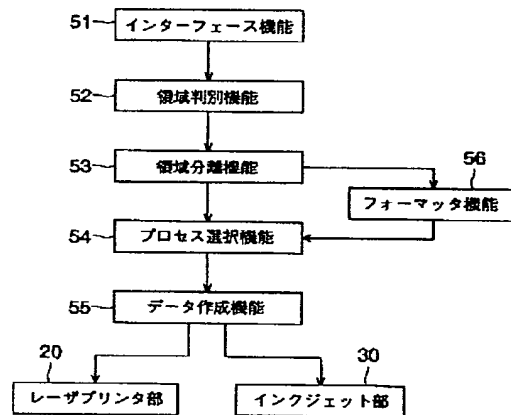 51 インターフェース機能
52 領域判別機能
53 領域分離機能
56
フォーマッタ機能
54 プロセス選択機能
55 データ作成機能
20 30
レーザプリンタ部 インクジェット部